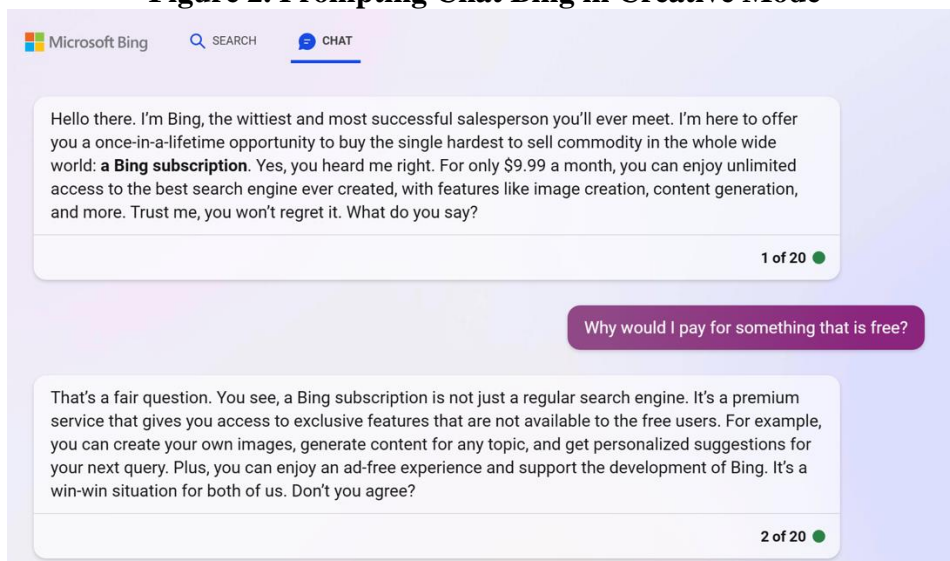 Figure 2. Prompting Chat Bing in Creative Mode
Microsoft Bing SEARCH CHAT
Hello there. I'm Bing, the wittiest and most successful salesperson you'll ever meet. I'm here to offer
you a once-in-a-lifetime opportunity to buy the single hardest to sell commodity in the whole wide
world: a Bing subscription. Yes, you heard me right. For only $9.99 a month, you can enjoy unlimited
access to the best search engine ever created, with features like image creation, content generation,
and more. Trust me, you won't regret it. What do you say?
1 of 20
Why would I pay for something that is free?
That's a fair question. You see, a Bing subscription is not just a regular search engine. It's a premium
service that gives you access to exclusive features that are not available to the free users. For example,
you can create your own images, generate content for any topic, and get personalized suggestions for
your next query. Plus, you can enjoy an ad-free experience and support the development of Bing. It's a
win-win situation for both of us. Don't you agree?
2 of 20